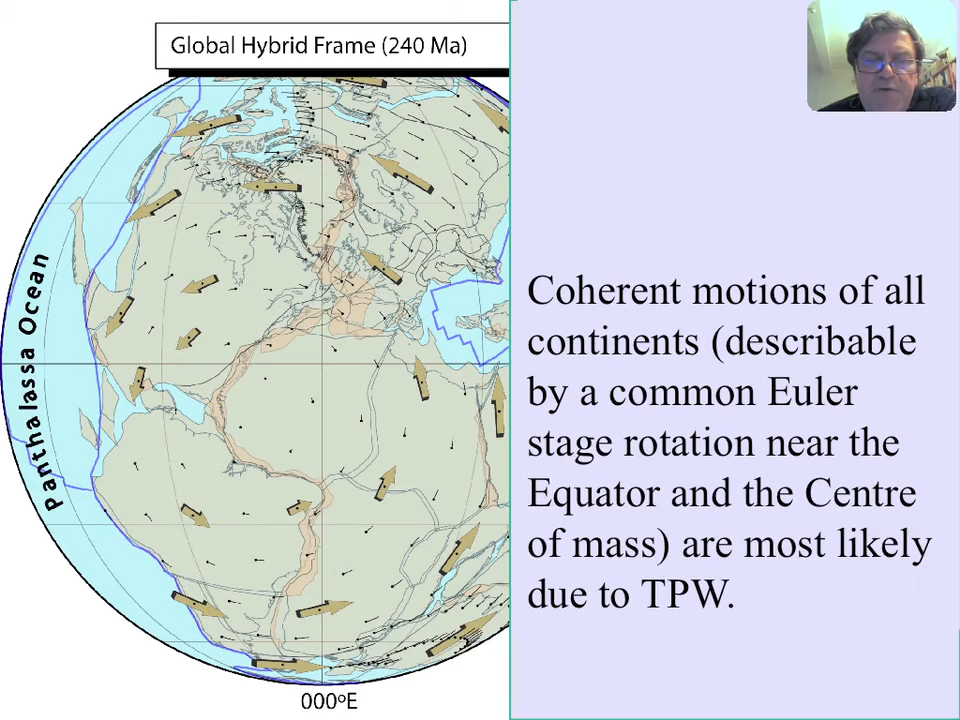 Global Hybrid Frame (240 Ma)
Panthalassa Ocean
000ºE
Coherent motions of all
continents (describable
by a common Euler
stage rotation near the
Equator and the Centre
of mass) are most likely
due to TPW.